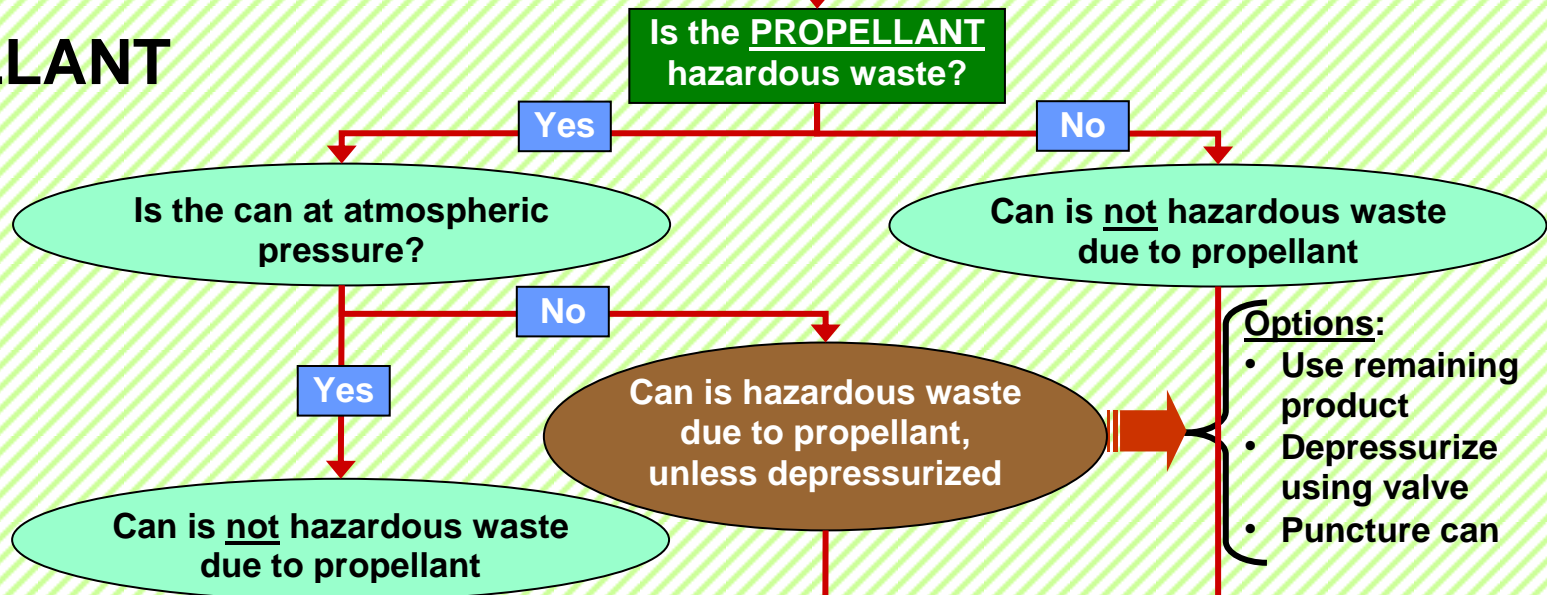 LLANT
Is the PROPELLANT
hazardous waste?
Yes
No
Is the can at atmospheric
pressure?
Can is not hazardous waste
due to propellant
No
Yes
Can is hazardous waste
due to propellant,
unless depressurized
Options:
• Use remaining
product
• Depressurize
using valve
• Puncture can
Can is not hazardous waste
due to propellant